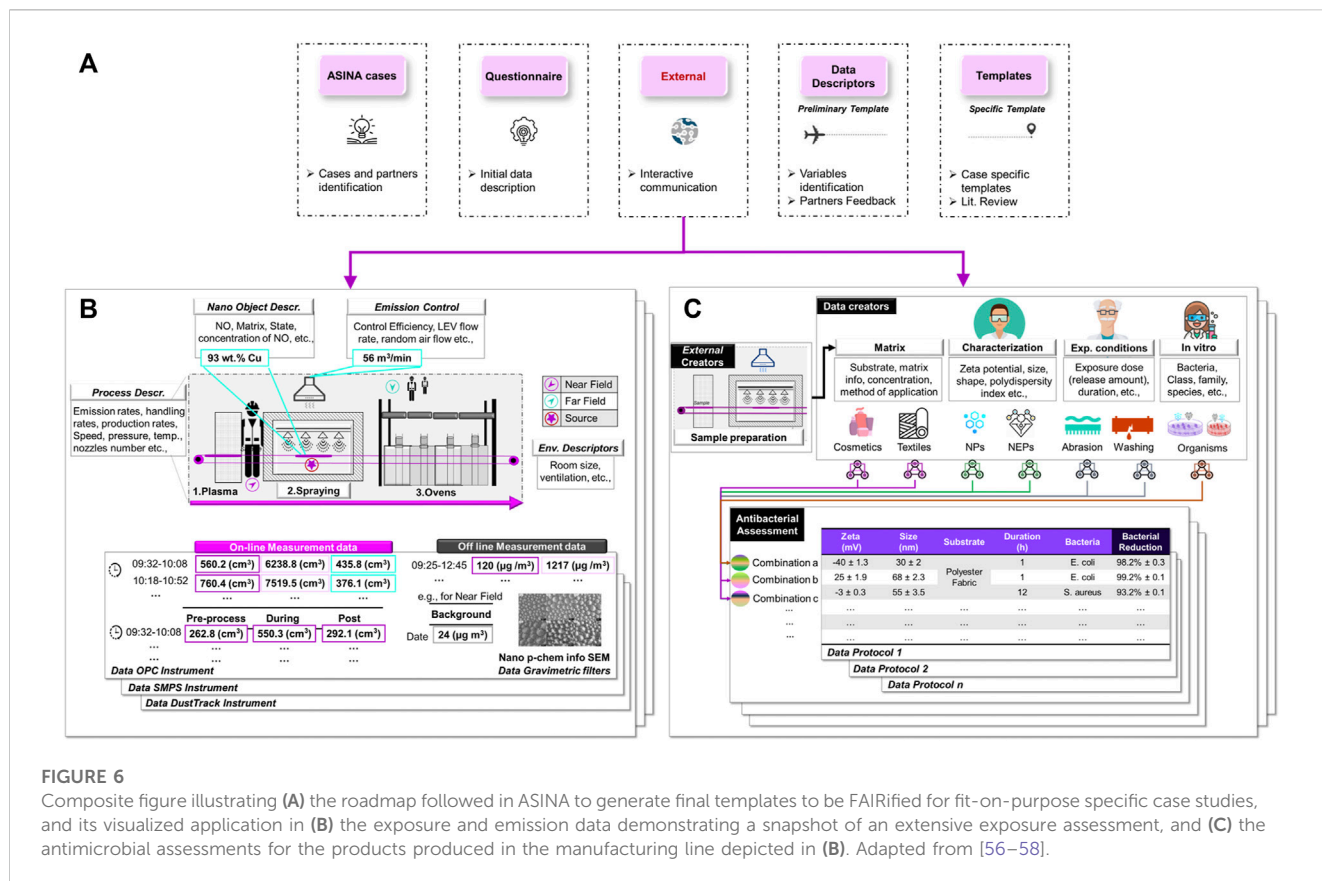 A
ASINA cases
➢ Cases and partners
identification
Questionnaire
➢ Initial data
description
External
➢ Interactive
communication
Data
Descriptors
Preliminary Template
➢ Variables
identification
➢ Partners Feedback
Templates
Specific Template
➢ Case specific
templates
➢ Lit. Review
B
Nano Object Descr.
NO, Matrix, State,
concentration of NO, etc.,
93 wt.% Cu
Emission Control
Control Efficiency, LEV flow
rate, random air flow etc.,
56 m³/min
Process Descr.
Emission rates, handling
rates, production rates,
Speed, pressure, temp.,
nozzles number etc.,
Near Field
Far Field
Source
Env. Descriptors
Room size,
ventilation, etc.,
1.Plasma
2.Spraying
3.Ovens
On-line Measurement data
09:32-10:08 560.2 (cm³) 6238.8 (cm³) 435.8 (cm³)
10:18-10:52 760.4 (cm³) 7519.5 (cm³) 376.1 (cm³)
... ... ... ...
Pre-process During Post
09:32-10:08 262.8 (cm³) 550.3 (cm³) 292.1 (cm³)
... ... ... ...
... ... ... ...
Data OPC Instrument
Data SMPS Instrument
Data DustTrack Instrument
Off line Measurement data
09:25-12:45 120 (µg /m³) 1217 (µg /m³)
... ... ...
e.g., for Near Field
Background
Date 24 (µg m³)
Nano p-chem info SEM
Data Gravimetric filters
C
External
Creators
Sample
Sample preparation
Data creators
Matrix
Substrate, matrix
info, concentration,
method of application
Cosmetics Textiles
Characterization
Zeta potential, size,
shape, polydispersity
index etc.,
NPs NEPs
Exp. conditions
Exposure dose
(release amount),
duration, etc.,
Abrasion Washing
In vitro
Bacteria,
Class, family,
species, etc.,
Organisms
Antibacterial
Assessment
Zeta (mV) Size (nm) Substrate Duration (h) Bacteria Bacterial Reduction
Combination a -40 ± 1.3 30 ± 2 Polyester Fabric 1 E. coli 98.2% ± 0.3
Combination b 25 ± 1.9 68 ± 2.3 1 E. coli 99.2% ± 0.1
Combination c -3 ± 0.3 55 ± 3.5 12 S. aureus 93.2% ± 0.1
... ... ... ... ... ... ...
... ... ... ... ... ... ...
... ... ... ... ... ... ...
Data Protocol 1
Data Protocol 2
Data Protocol n
FIGURE 6
Composite figure illustrating (A) the roadmap followed in ASINA to generate final templates to be FAIRified for fit-on-purpose specific case studies,
and its visualized application in (B) the exposure and emission data demonstrating a snapshot of an extensive exposure assessment, and (C) the
antimicrobial assessments for the products produced in the manufacturing line depicted in (B). Adapted from [56–58].